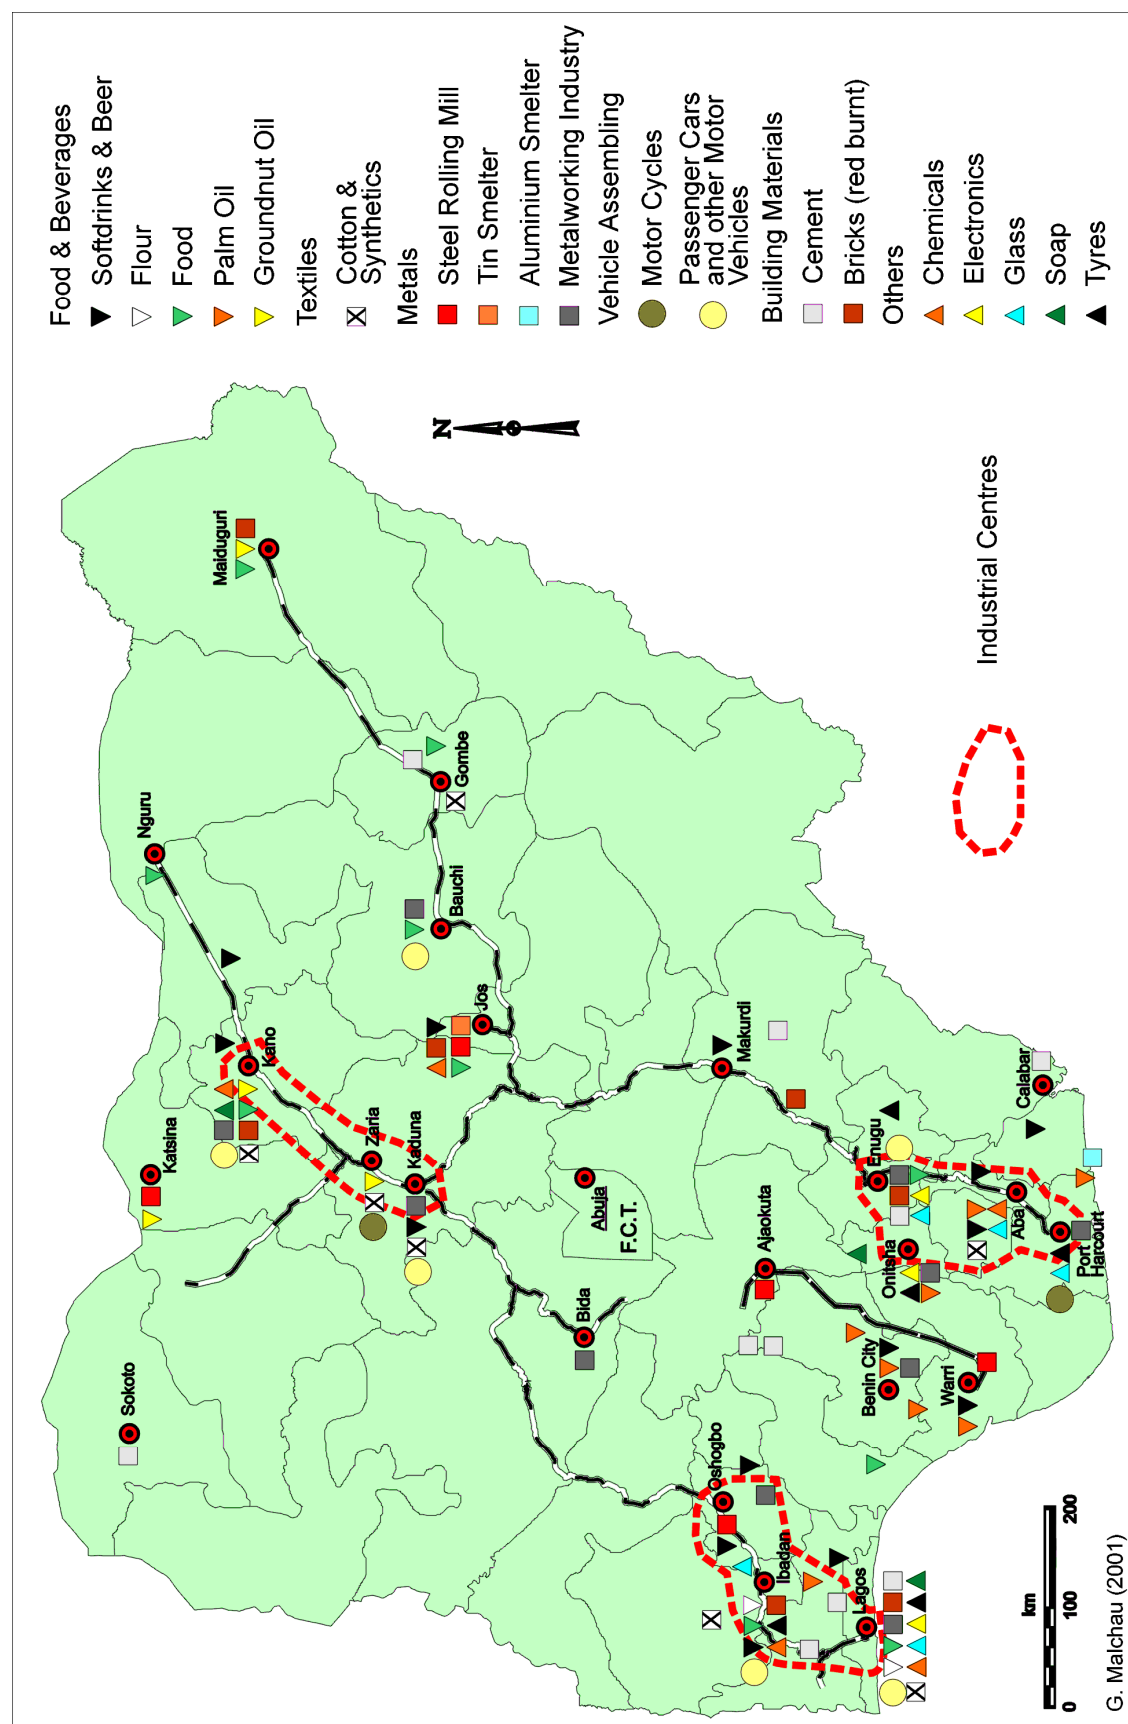 Food & Beverages
Softdrinks & Beer
Flour
Food
Palm Oil
Groundnut Oil
Textiles
Cotton &
Synthetics
Metals
Steel Rolling Mill
Tin Smelter
Aluminium Smelter
Metalworking Industry
Vehicle Assembling
Motor Cycles
Passenger Cars
and other Motor
Vehicles
Building Materials
Cement
Bricks (red burnt)
Others
Chemicals
Electronics
Glass
Soap
Tyres
N
Industrial Centres
Sokoto
Katsina
Nguru
Kano
Maiduguri
Zaria
Kaduna
Bauchi
Gombe
Jos
Bida
Abuja
F.C.T.
Makurdi
Oshogbo
Ajaokuta
Ibadan
Lagos
Benin City
Onitsha
Enugu
Warri
Aba
Calabar
Port
Harcourt
km
0
100
200
G. Malchau (2001)